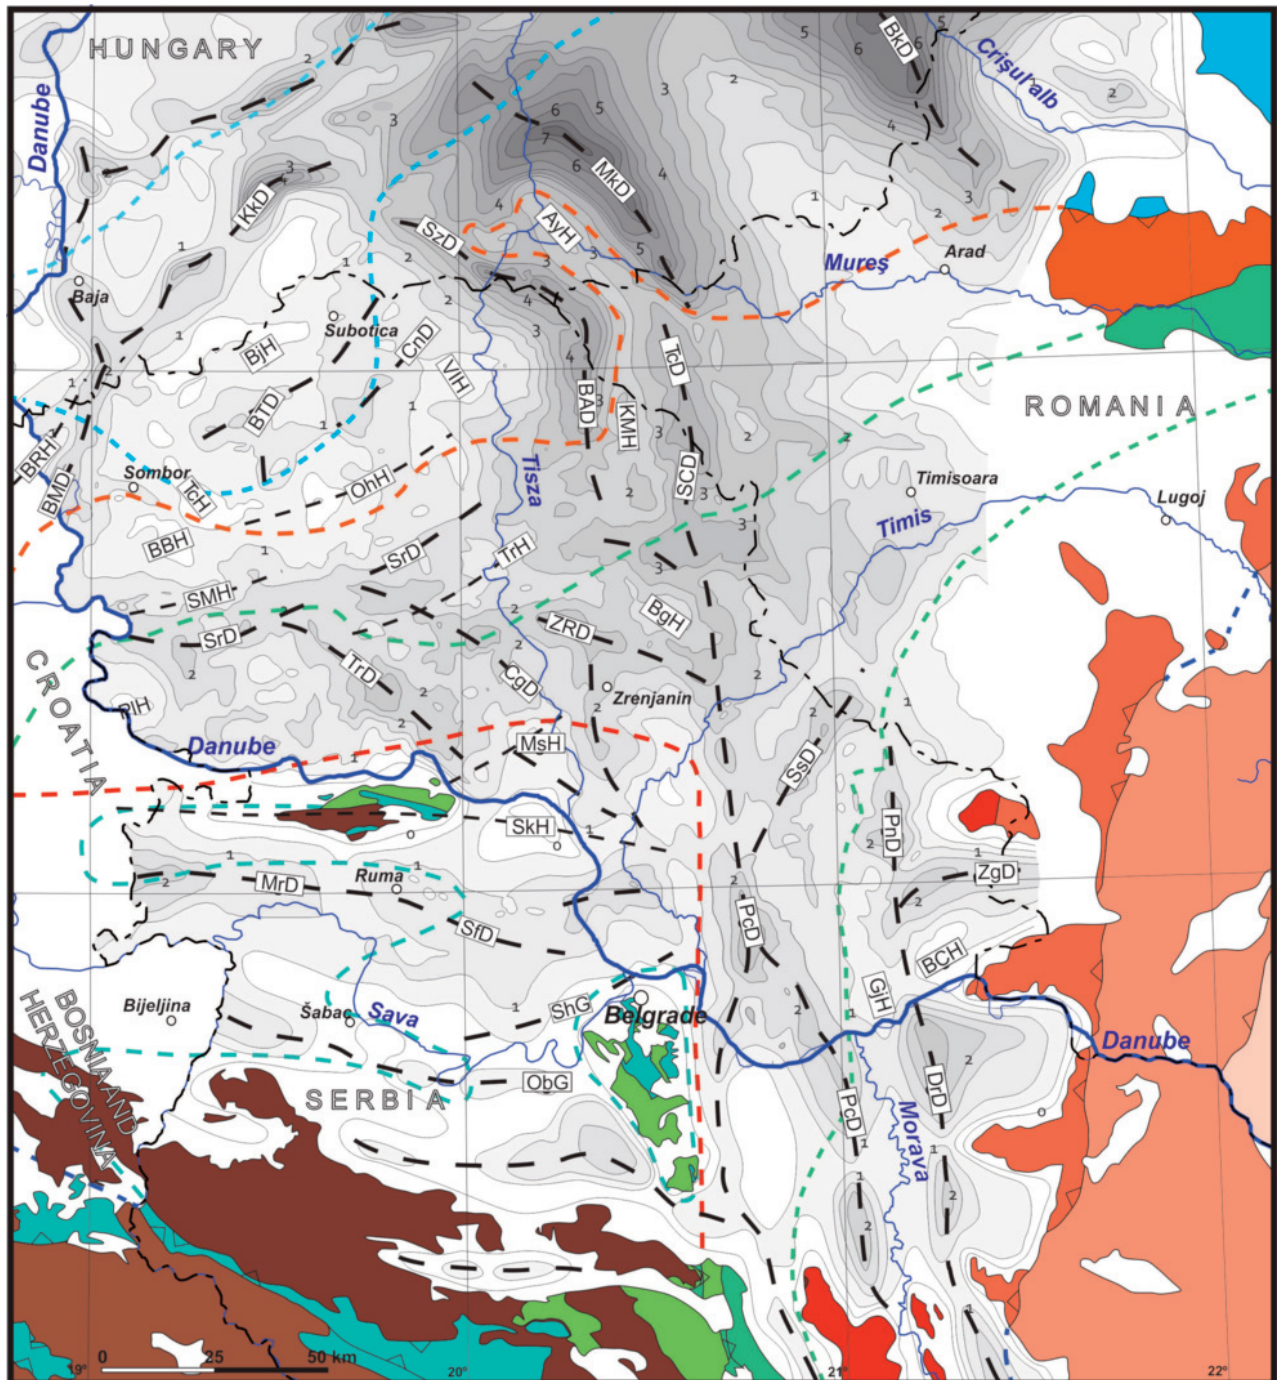 HUNGARY
Danube
BkD
Crişul alb
KkD
MkD
SzD
AyH
Mureş
Arad
Baja
Subotica
BjH
CnD
VlH
TcD
BTD
BAD
KMH
ROMANIA
BRH
BMD
Sombor
TcH
OhH
Tisza
SCD
Timisoara
Timis
Lugoj
BBH
SrD
TrH
SMH
SrD
ZRD
BgH
CROATIA
TrD
CgD
Zrenjanin
PlH
Danube
MsH
SsD
SkH
PnD
MrD
Ruma
ZgD
SfD
PcD
BCH
GjH
Bijeljina
Šabac
Sava
ShG
Belgrade
Danube
BOSNIA AND
HERZEGOVINA
SERBIA
ObG
PcD
DrD
Morava
0 25 50 km
19° 20° 21° 22°